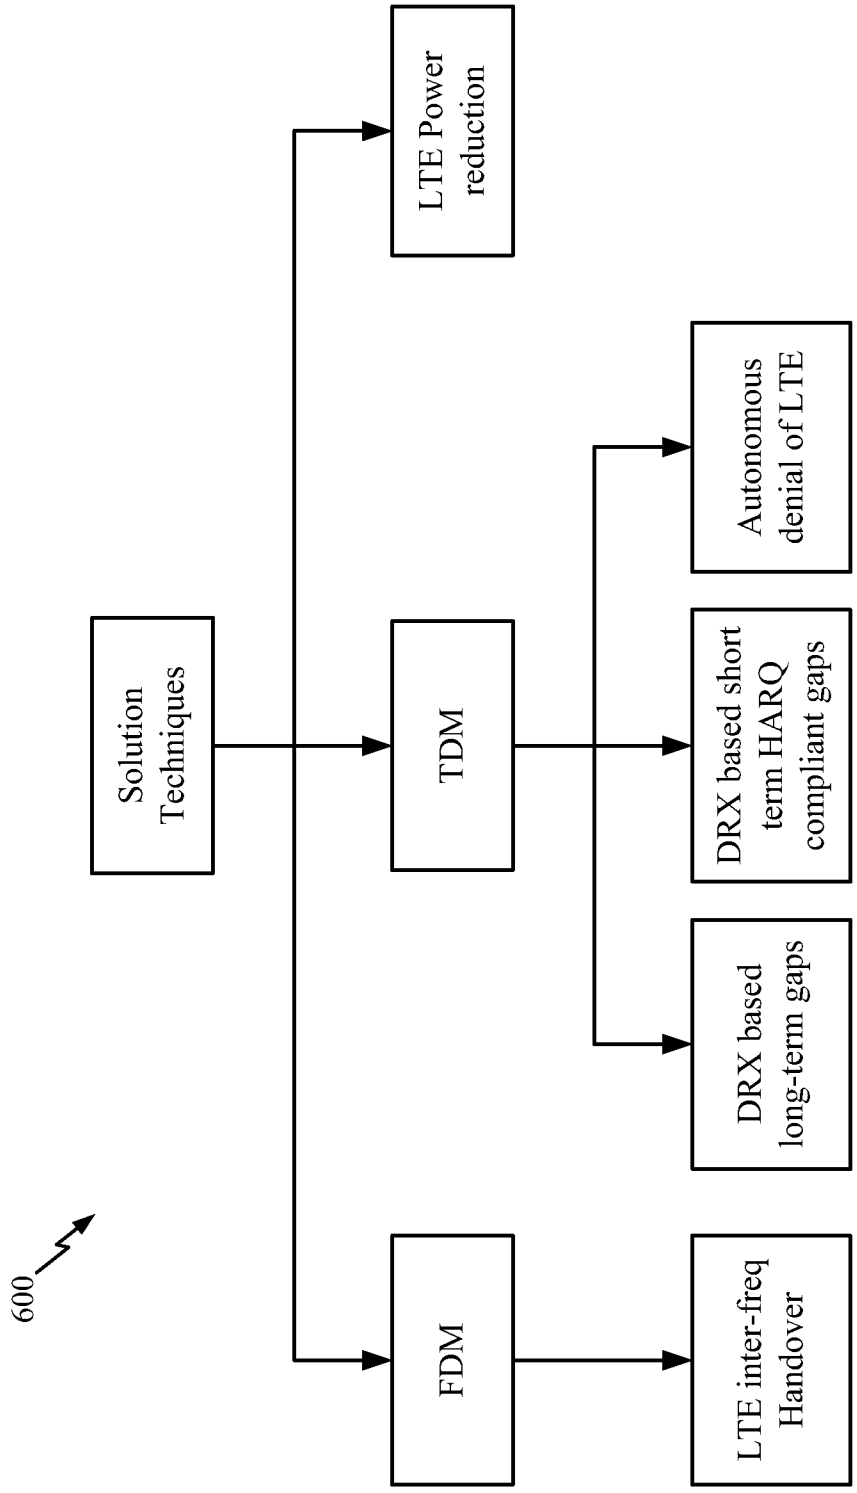 600
Solution
Techniques
FDM
TDM
LTE Power
reduction
LTE inter-freq
Handover
DRX based
long-term gaps
DRX based short
term HARQ
compliant gaps
Autonomous
denial of LTE